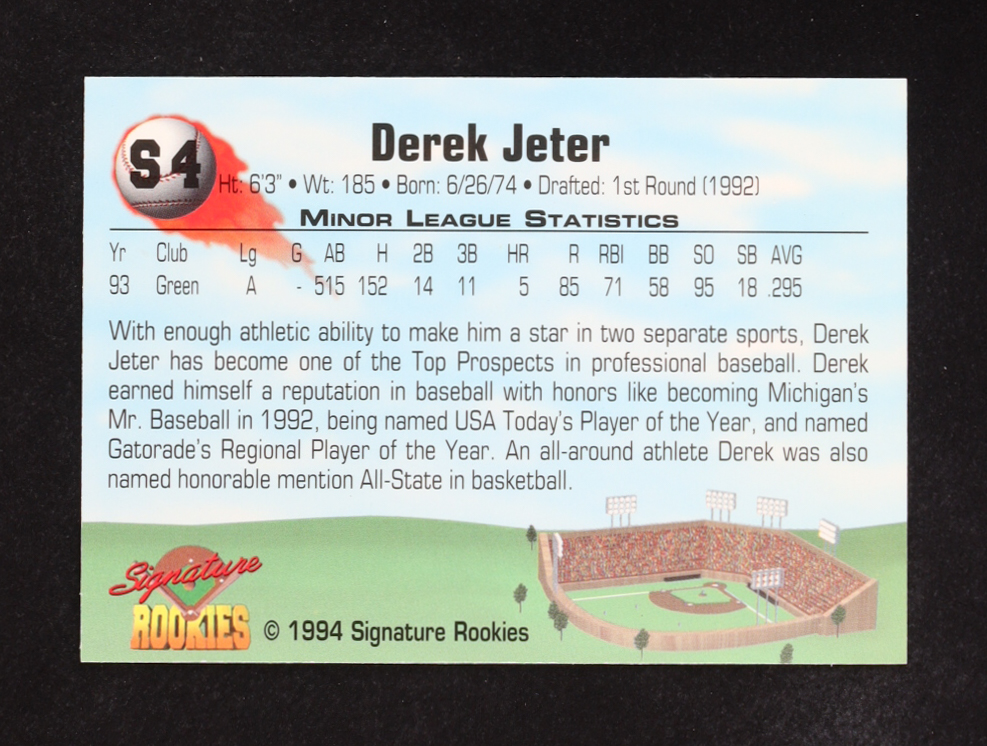 S4
Derek Jeter
Ht: 6'3" • Wt: 185 • Born: 6/26/74 • Drafted: 1st Round (1992)
MINOR LEAGUE STATISTICS
Yr Club Lg G AB H 2B 3B HR R RBI BB SO SB AVG
93 Green A - 515 152 14 11 5 85 71 58 95 18 .295
With enough athletic ability to make him a star in two separate sports, Derek
Jeter has become one of the Top Prospects in professional baseball. Derek
earned himself a reputation in baseball with honors like becoming Michigan's
Mr. Baseball in 1992, being named USA Today's Player of the Year, and named
Gatorade's Regional Player of the Year. An all-around athlete Derek was also
named honorable mention All-State in basketball.
Signature
ROOKIES © 1994 Signature Rookies